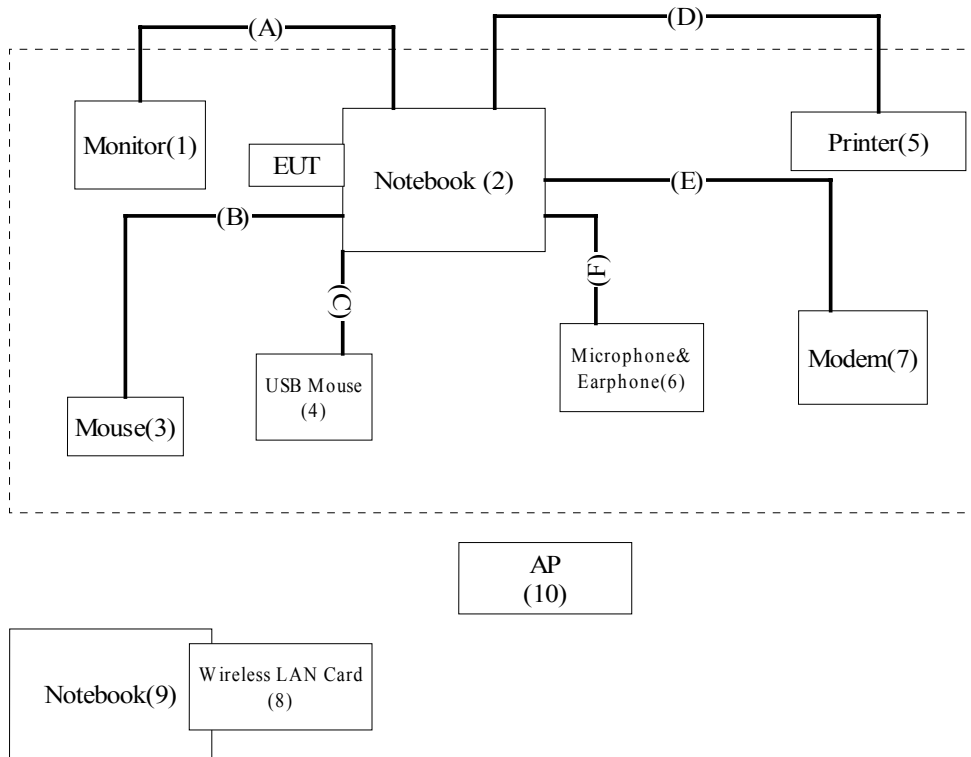 (A)
(D)
Monitor(1)
EUT
Notebook (2)
Printer(5)
(E)
(B)
(C)
(F)
USB Mouse
(4)
Microphone&
Earphone(6)
Modem(7)
Mouse(3)
AP
(10)
Notebook(9)
Wireless LAN Card
(8)